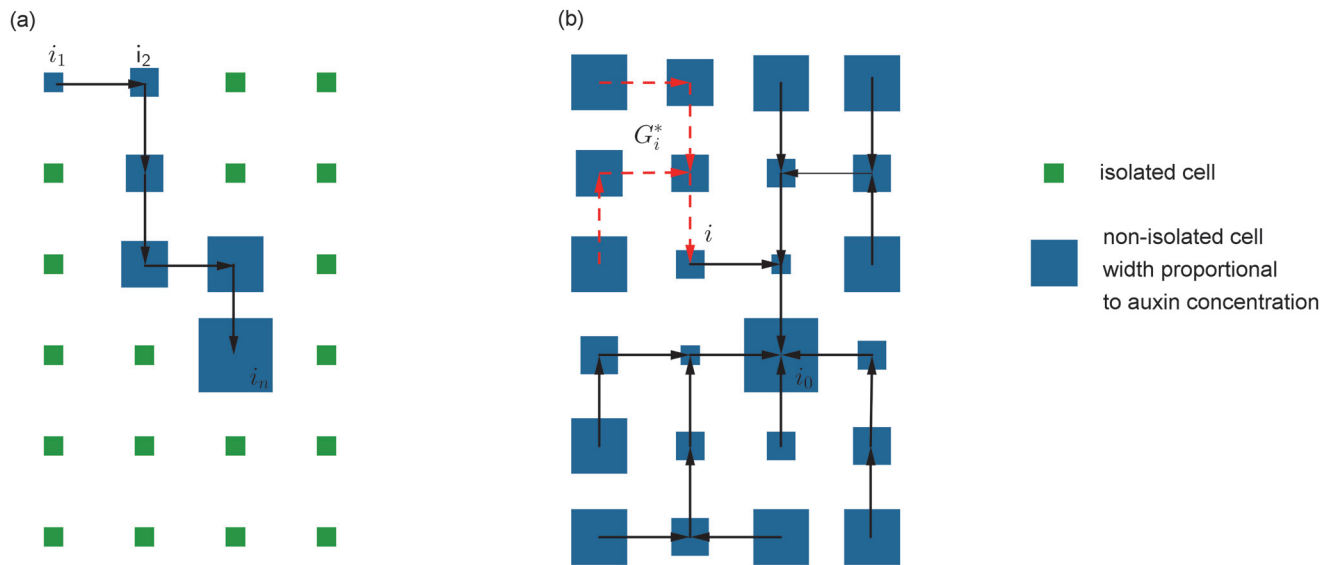 (a)
(b)
i₁
i₂
iₙ
G*ᵢ
i
i₀
isolated cell
non-isolated cell
width proportional
to auxin concentration